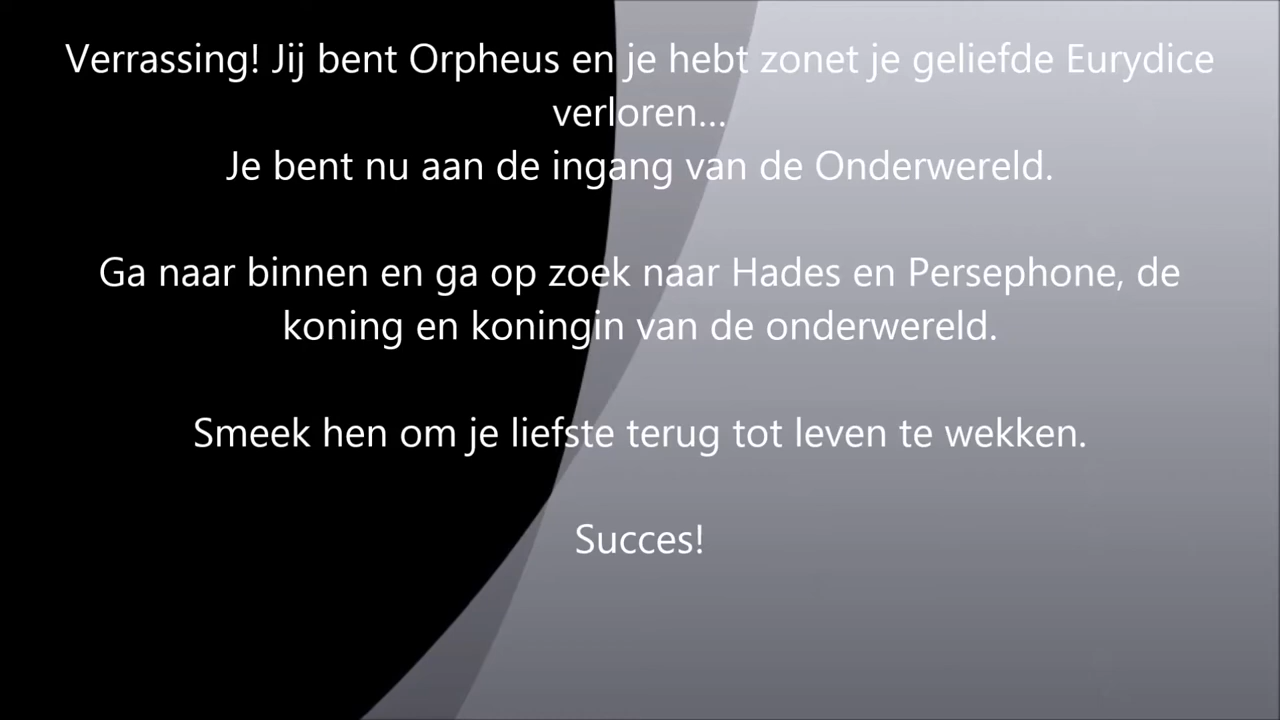 Verrassing! Jij bent Orpheus en je hebt zonet je geliefde Eurydice
verloren...
Je bent nu aan de ingang van de Onderwereld.
Ga naar binnen en ga op zoek naar Hades en Persephone, de
koning en koningin van de onderwereld.
Smeek hen om je liefste terug tot leven te wekken.
Succes!